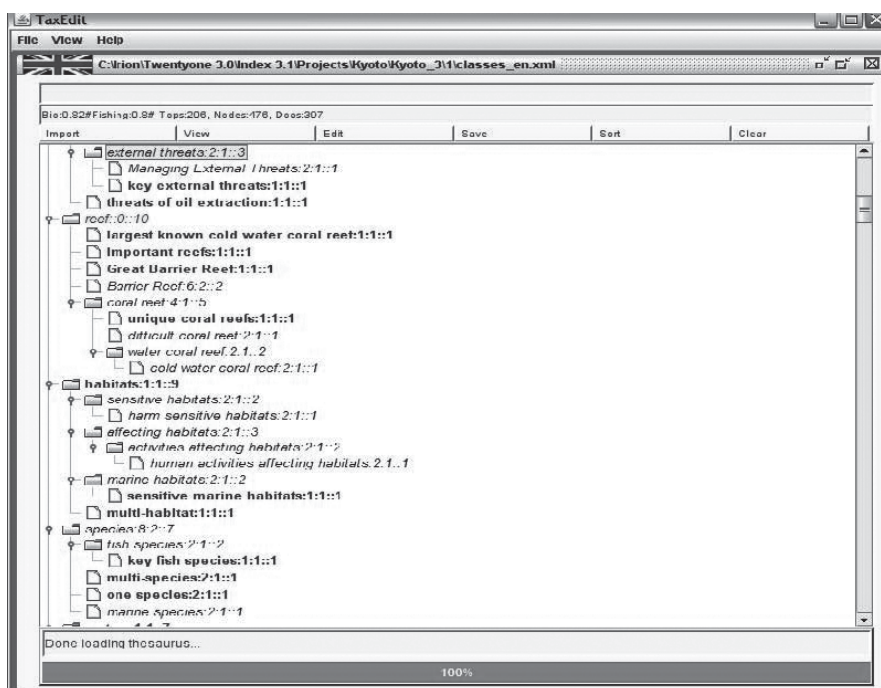 TaxEdit
File View Help
C:\Irion\Twentyone 3.0\Index 3.1\Projects\Kyoto\Kyoto_3\1\classes_en.xml
Bio:0.82#Fishing:0.8# Tops:206, Nodes:476, Docs:307
Import View Edit Save Sort Clear
external threats:2:1::3
Managing External Threats:2:1::1
key external threats:1:1::1
threats of oil extraction:1:1::1
reef::0::10
largest known cold water coral reef:1:1::1
Important reefs:1:1::1
Great Barrier Reef:1:1::1
Barrier Reef:6:2::2
coral reef:4:1::5
unique coral reefs:1:1::1
difficult coral reef:2:1::1
water coral reef:2:1::2
cold water coral reef:2:1::1
habitats:1:1::9
sensitive habitats:2:1::2
harm sensitive habitats:2:1::1
affecting habitats:2:1::3
activities affecting habitats:2:1::2
human activities affecting habitats:2:1::1
marine habitats:2:1::2
sensitive marine habitats:1:1::1
multi-habitat:1:1::1
species:8:2::7
fish species:2:1::2
key fish species:1:1::1
multi-species:2:1::1
one species:2:1::1
marine species:2:1::1
Done loading thesaurus...
100%